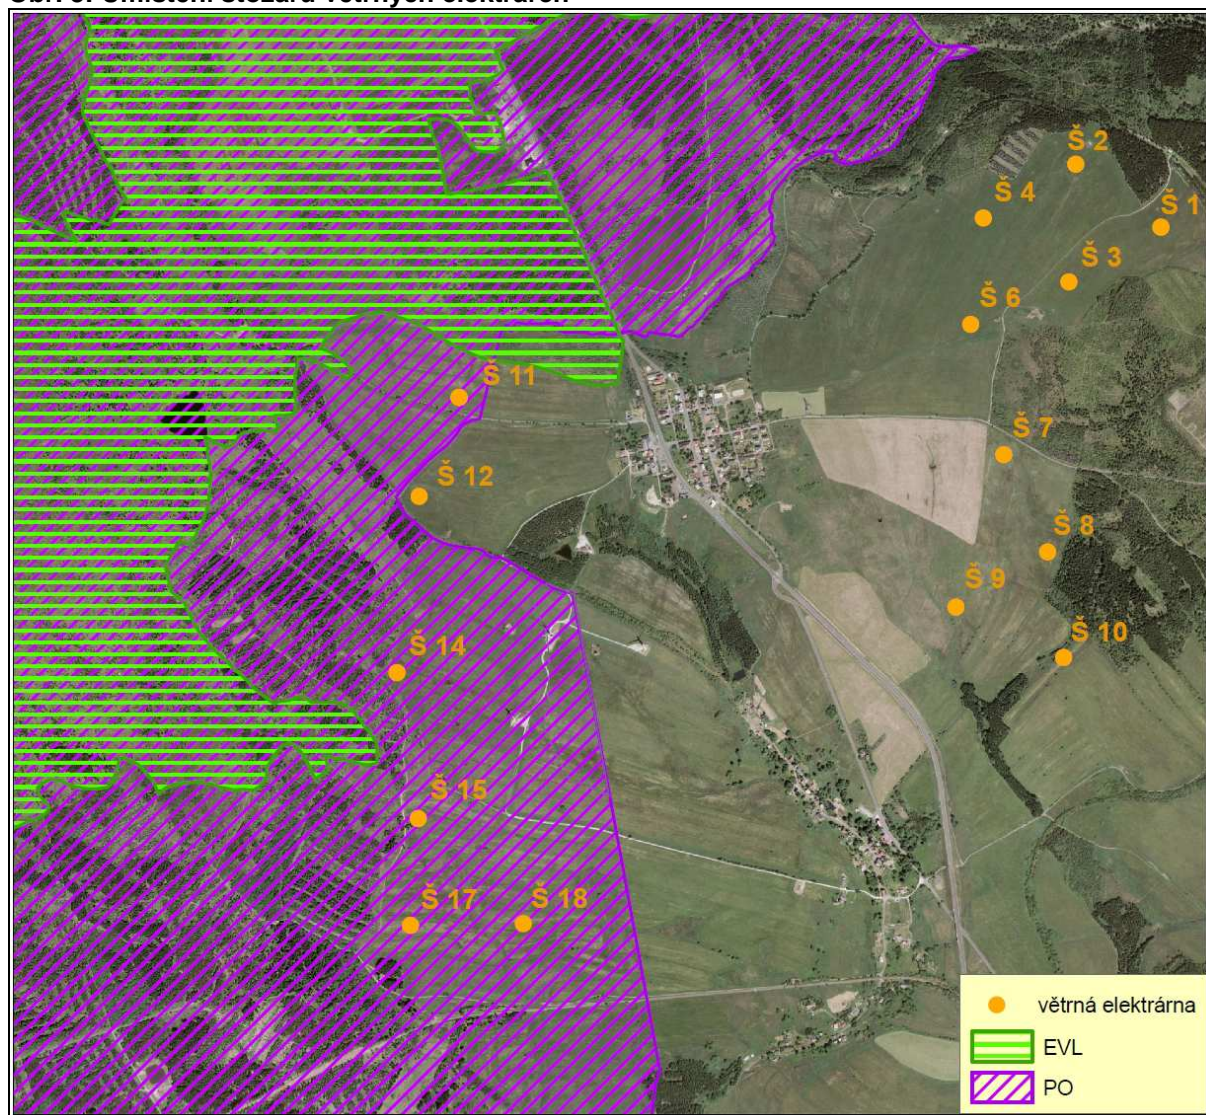 Š 2
Š 4
Š 1
Š 3
Š 6
Š 11
Š 7
Š 12
Š 8
Š 9
Š 10
Š 14
Š 15
Š 17
Š 18
větrná elektrárna
EVL
PO